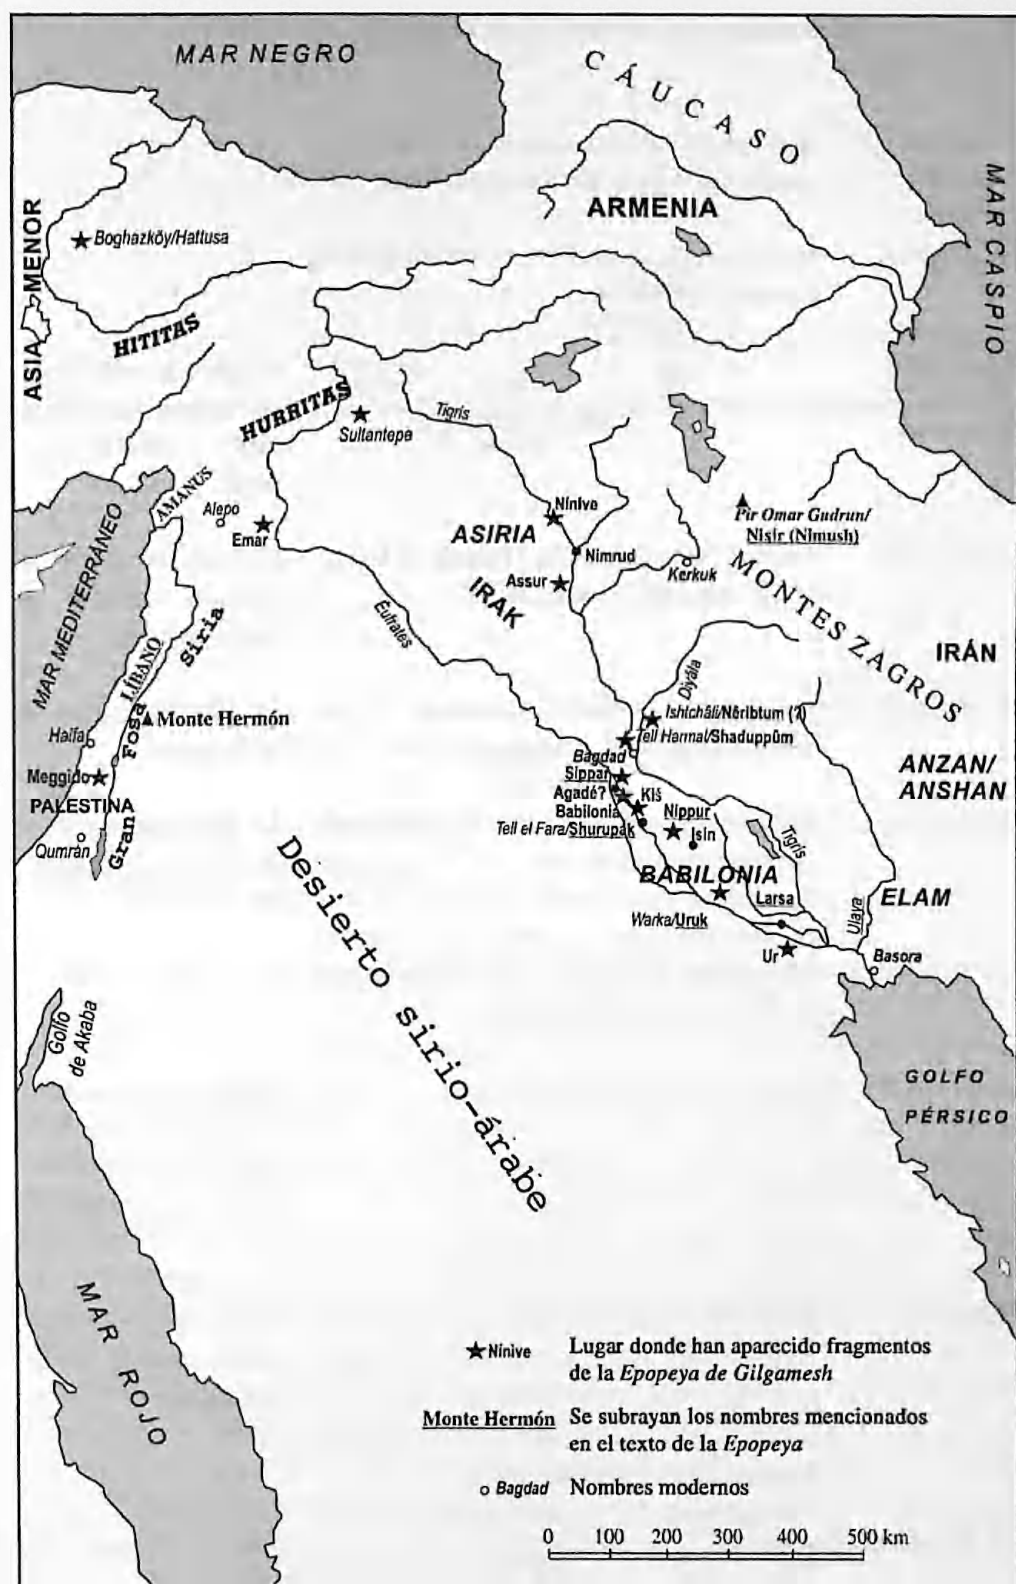 MAR NEGRO
CÁUCASO
MAR CASPIO
ARMENIA
ASIA MENOR
Boghazköy/Hattusa
HITITAS
HURRITAS
Sultantepa
Tigris
AMANUS
Alepo
Emar
Nínive
ASIRIA
Nimrud
Pir Omar Gudrun/
Nisir (Nimush)
Assur
Kerkuk
IRAK
MONTES ZAGROS
MAR MEDITERRÁNEO
Éufrates
Siria
LÍBANO
IRÁN
Diyála
Ishicháli/Nêribtum (?)
Monte Hermón
Tell Harmal/Shaduppûm
Haifa
Fosa
Bagdad
Meggido
Sippar
ANZAN/
ANSHAN
Agadé?
Kiš
PALESTINA
Babilonia
Nippur
Tell el Fara/Shurupak
Isin
Tigris
Qumrán
Gran
BABILONIA
Larsa
ELAM
Warka/Uruk
Ulaya
Ur
Basora
Desierto sirio-árabe
Golfo
de Akaba
GOLFO
PÉRSICO
MAR ROJO
Nínive Lugar donde han aparecido fragmentos
de la Epopeya de Gilgamesh
Monte Hermón Se subrayan los nombres mencionados
en el texto de la Epopeya
Bagdad Nombres modernos
0 100 200 300 400 500 km